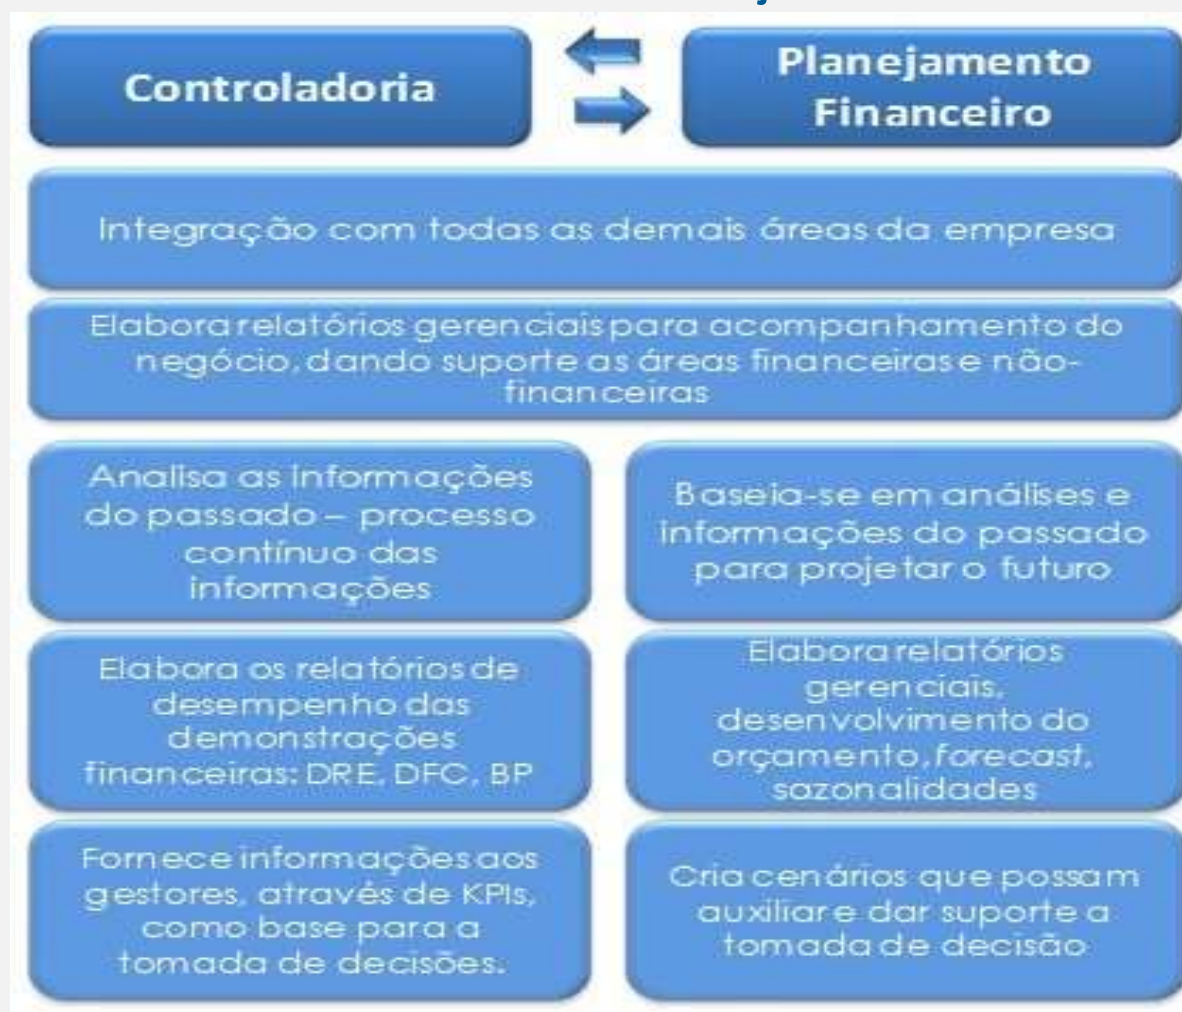 Controladoria
Planejamento
Financeiro
Integração com todas as demais áreas da empresa
Elabora relatórios gerenciais para acompanhamento do
negócio, dando suporte as áreas financeiras e não-
financeiras
Analisa as informações
do passado – processo
contínuo das
informações
Baseia-se em análises e
informações do passado
para projetar o futuro
Elabora os relatórios de
desempenho das
demonstrações
financeiras: DRE, DFC, BP
Elabora relatórios
gerenciais,
desenvolvimento do
orçamento, forecast,
sazonalidades
Fornece informações aos
gestores, através de KPIs,
como base para a
tomada de decisões.
Cria cenários que possam
auxiliar e dar suporte a
tomada de decisão